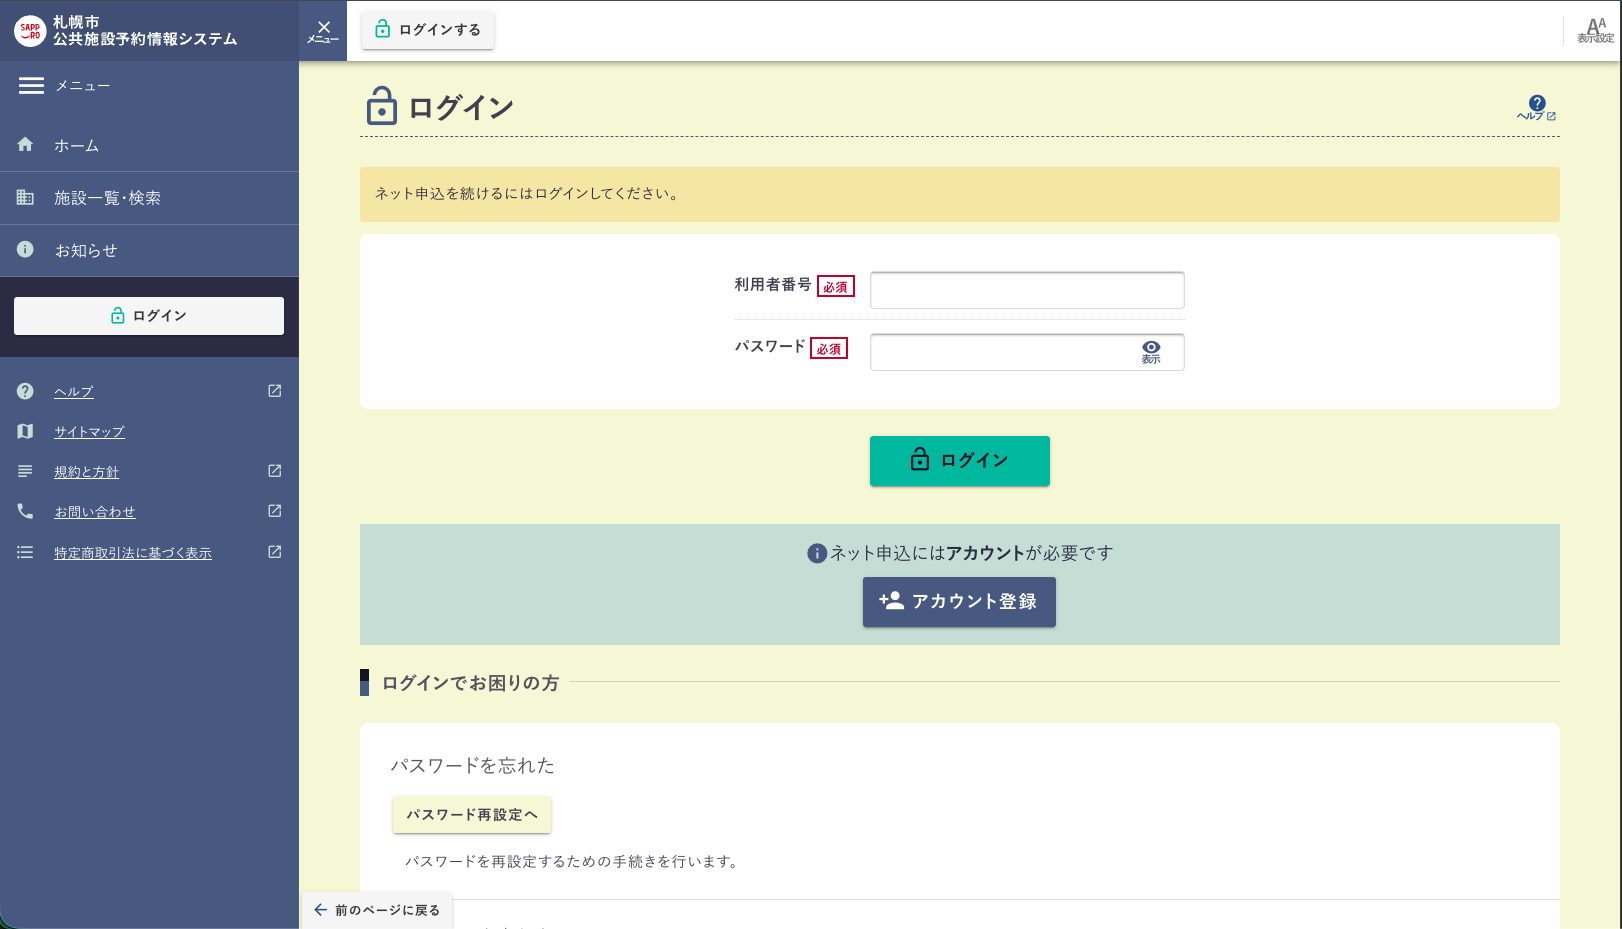 SAPP
RO
札幌市
公共施設予約情報システム
メニュー
ログインする
表示設定
メニュー
ホーム
施設一覧・検索
お知らせ
ログイン
ヘルプ
サイトマップ
規約と方針
お問い合わせ
特定商取引法に基づく表示
ログイン
ヘルプ
ネット申込を続けるにはログインしてください。
利用者番号 必須
パスワード 必須
表示
ログイン
ネット申込にはアカウントが必要です
アカウント登録
ログインでお困りの方
パスワードを忘れた
パスワード再設定へ
パスワードを再設定するための手続きを行います。
前のページに戻る